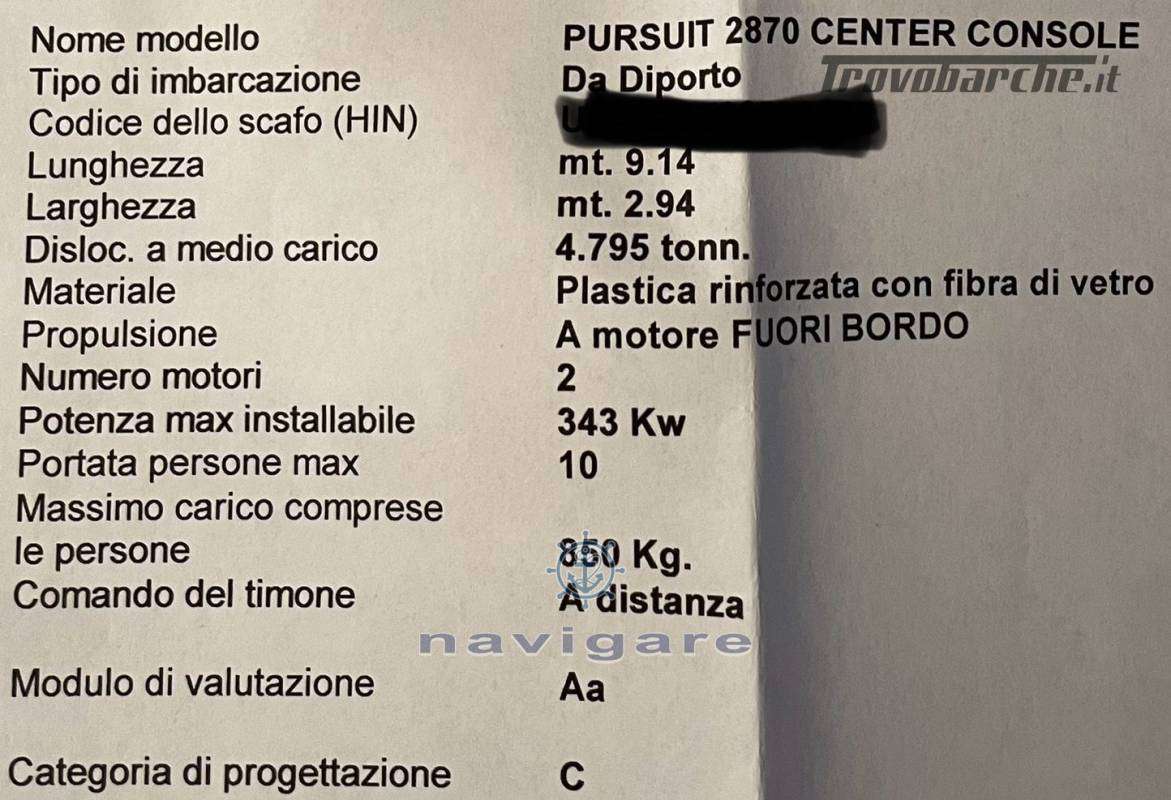 Nome modello PURSUIT 2870 CENTER CONSOLE
Trovobarche.it
Tipo di imbarcazione Da Diporto
Codice dello scafo (HIN) U
Lunghezza mt. 9.14
Larghezza mt. 2.94
Disloc. a medio carico 4.795 tonn.
Materiale Plastica rinforzata con fibra di vetro
Propulsione A motore FUORI BORDO
Numero motori 2
Potenza max installabile 343 Kw
Portata persone max 10
Massimo carico comprese
le persone 850 Kg.
Comando del timone A distanza
navigare
Modulo di valutazione Aa
Categoria di progettazione C